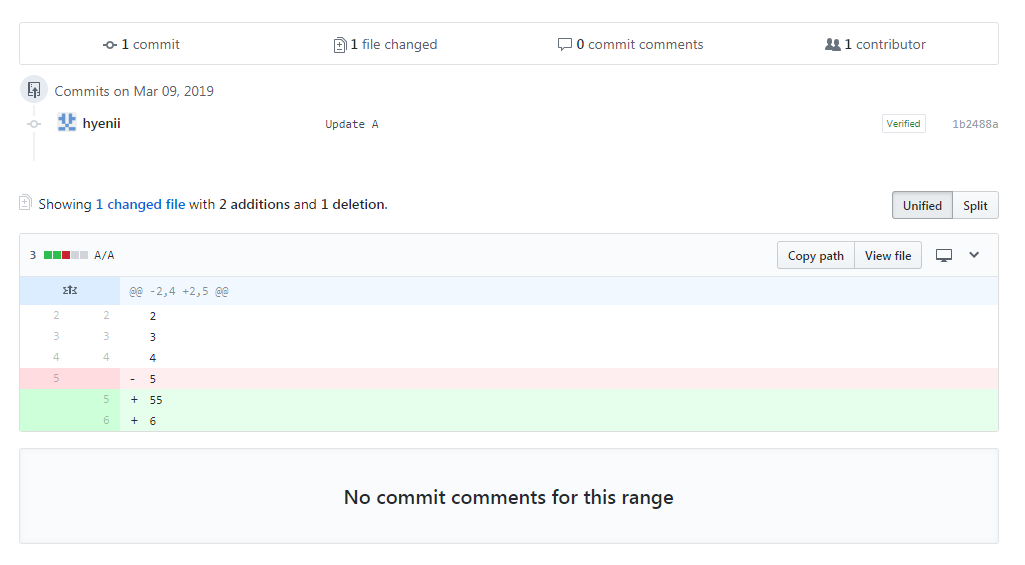 1 commit 1 file changed 0 commit comments 1 contributor
Commits on Mar 09, 2019
hyenii Update A Verified 1b2488a
Showing 1 changed file with 2 additions and 1 deletion. Unified Split
3 A/A Copy path View file
@@ -2,4 +2,5 @@
2 2 2
3 3 3
4 4 4
5 - 5
5 + 55
6 + 6
No commit comments for this range